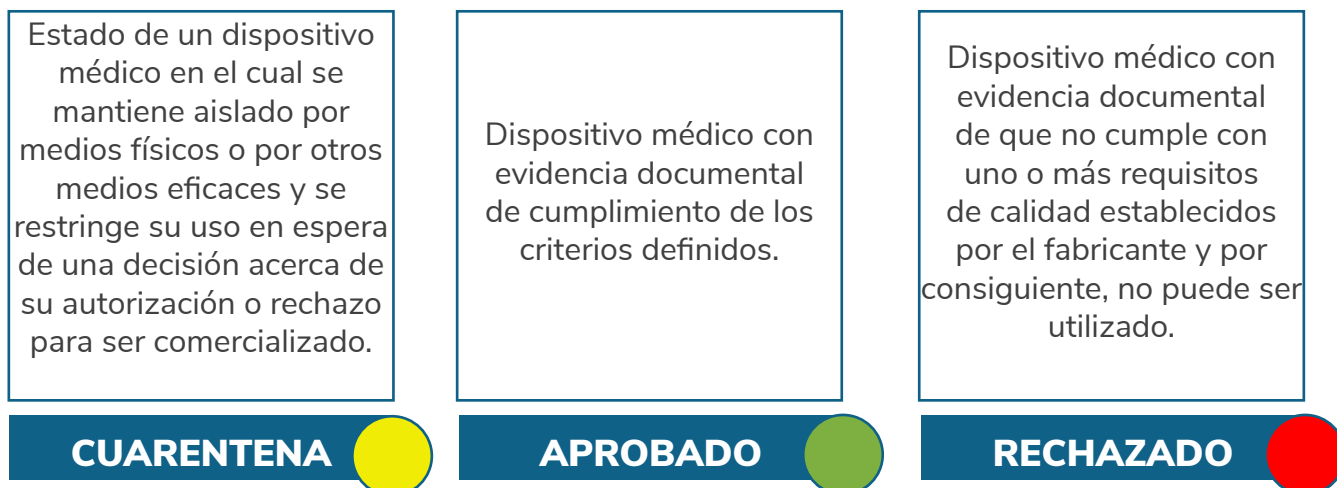 Estado de un dispositivo
médico en el cual se
mantiene aislado por
medios físicos o por otros
medios eficaces y se
restringe su uso en espera
de una decisión acerca de
su autorización o rechazo
para ser comercializado.
CUARENTENA
Dispositivo médico con
evidencia documental
de cumplimiento de los
criterios definidos.
APROBADO
Dispositivo médico con
evidencia documental
de que no cumple con
uno o más requisitos
de calidad establecidos
por el fabricante y por
consiguiente, no puede ser
utilizado.
RECHAZADO